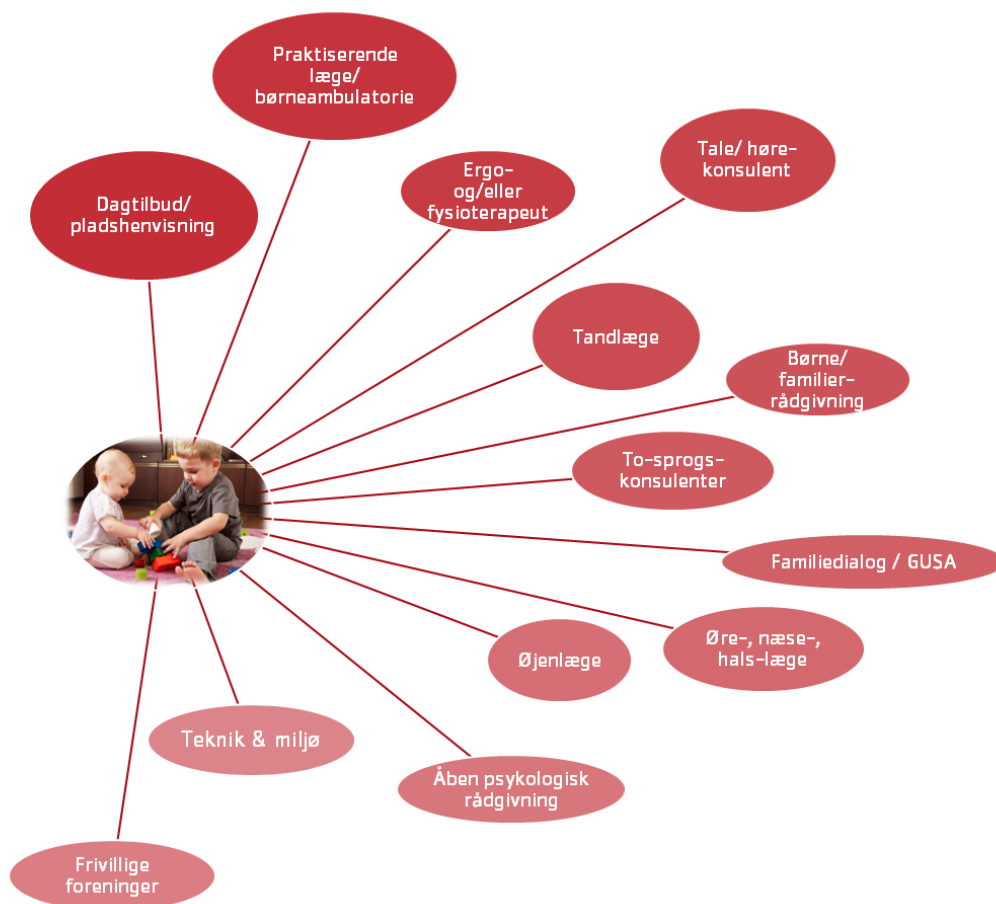 Praktiserende
læge/
børneambulatorie
Dagtilbud/
pladshenvisning
Ergo-
og/eller
fysioterapeut
Tale/ høre-
konsulent
Tandlæge
Børne/
familier-
rådgivning
To-sprogs-
konsulenter
Familiedialog / GUSA
Øre-, næse-,
hals-læge
Øjenlæge
Teknik & miljø
Åben psykologisk
rådgivning
Frivillige
foreninger